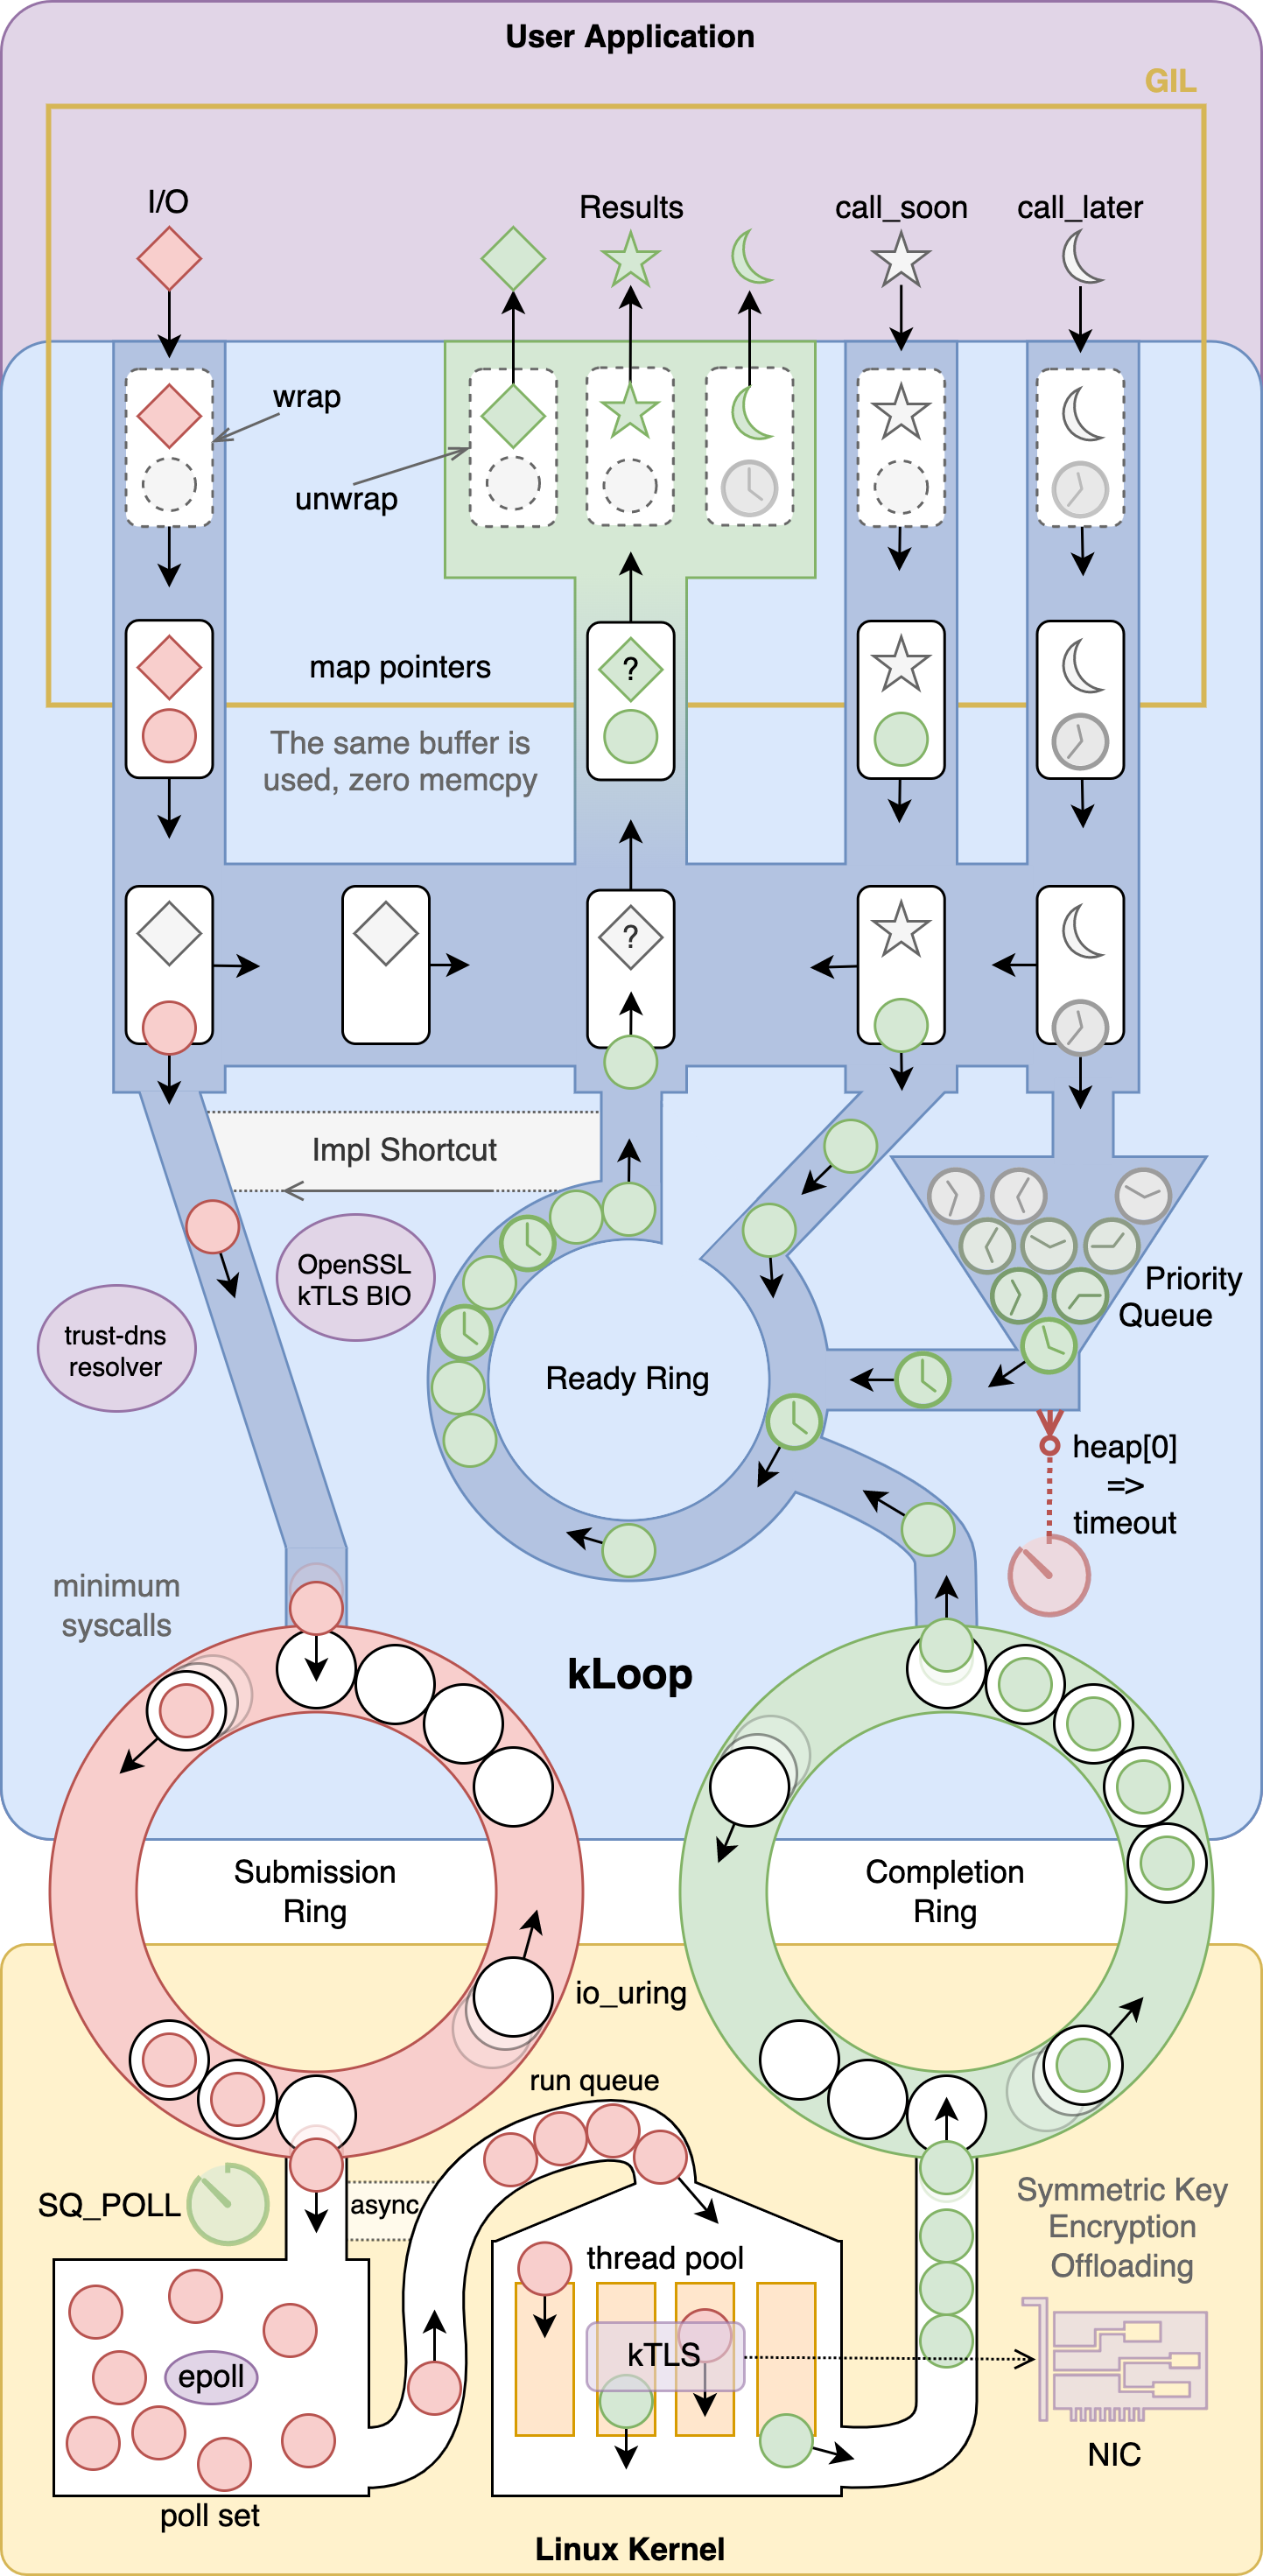 User Application
GIL
I/O
Results
call_soon
call_later
wrap
unwrap
map pointers
?
The same buffer is
used, zero memcpy
?
Impl Shortcut
OpenSSL
kTLS BIO
trust-dns
resolver
Priority
Queue
Ready Ring
heap[0]
=>
timeout
minimum
syscalls
kLoop
Submission
Ring
Completion
Ring
io_uring
run queue
SQ_POLL
async
Symmetric Key
Encryption
Offloading
thread pool
kTLS
epoll
NIC
poll set
Linux Kernel